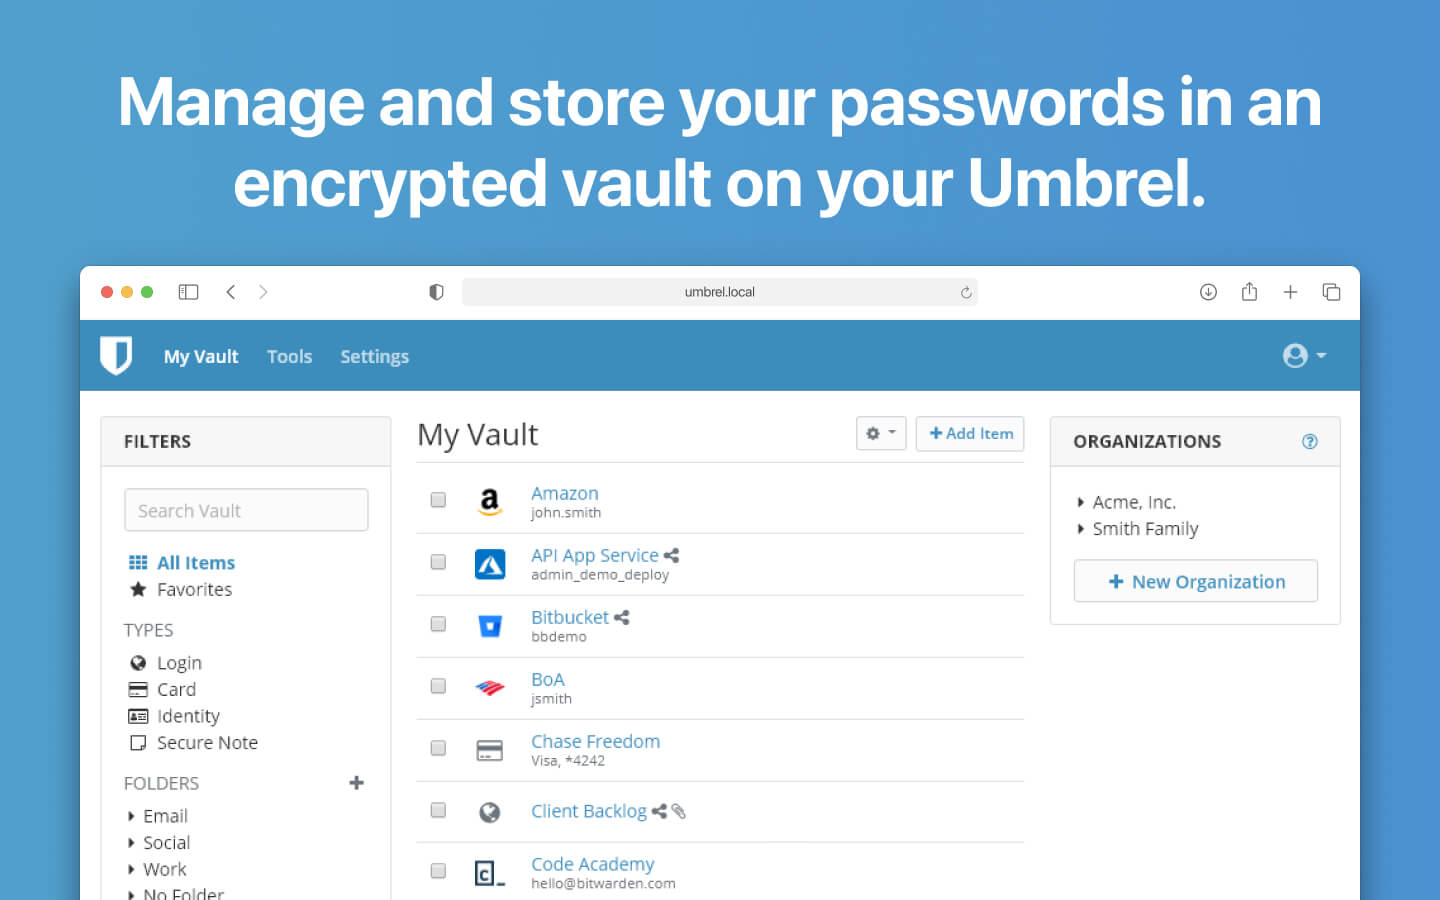 Manage and store your passwords in an
encrypted vault on your Umbrel.
umbrel.local
My Vault Tools Settings
FILTERS
Search Vault
All Items
Favorites
TYPES
Login
Card
Identity
Secure Note
FOLDERS
Email
Social
Work
No Folder
My Vault
Add Item
Amazon
john.smith
API App Service
admin_demo_deploy
Bitbucket
bbdemo
BoA
jsmith
Chase Freedom
Visa, *4242
Client Backlog
Code Academy
hello@bitwarden.com
ORGANIZATIONS
Acme, Inc.
Smith Family
New Organization